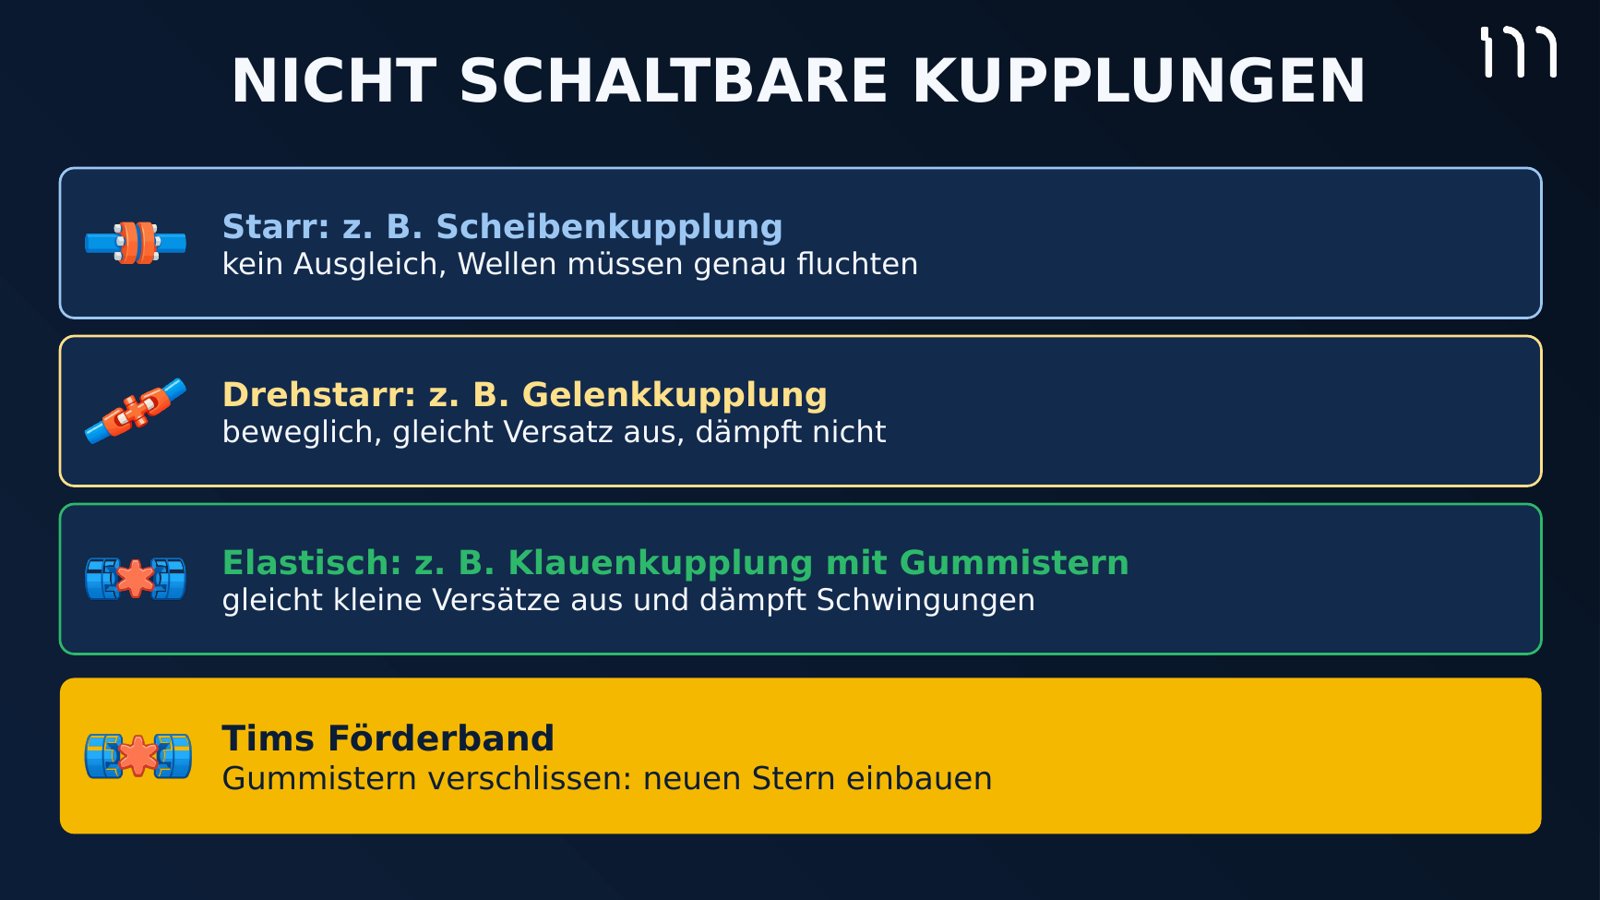 NICHT SCHALTBARE KUPPLUNGEN
Starr: z. B. Scheibenkupplung
kein Ausgleich, Wellen müssen genau fluchten
Drehstarr: z. B. Gelenkkupplung
beweglich, gleicht Versatz aus, dämpft nicht
Elastisch: z. B. Klauenkupplung mit Gummistern
gleicht kleine Versätze aus und dämpft Schwingungen
Tims Förderband
Gummistern verschlissen: neuen Stern einbauen